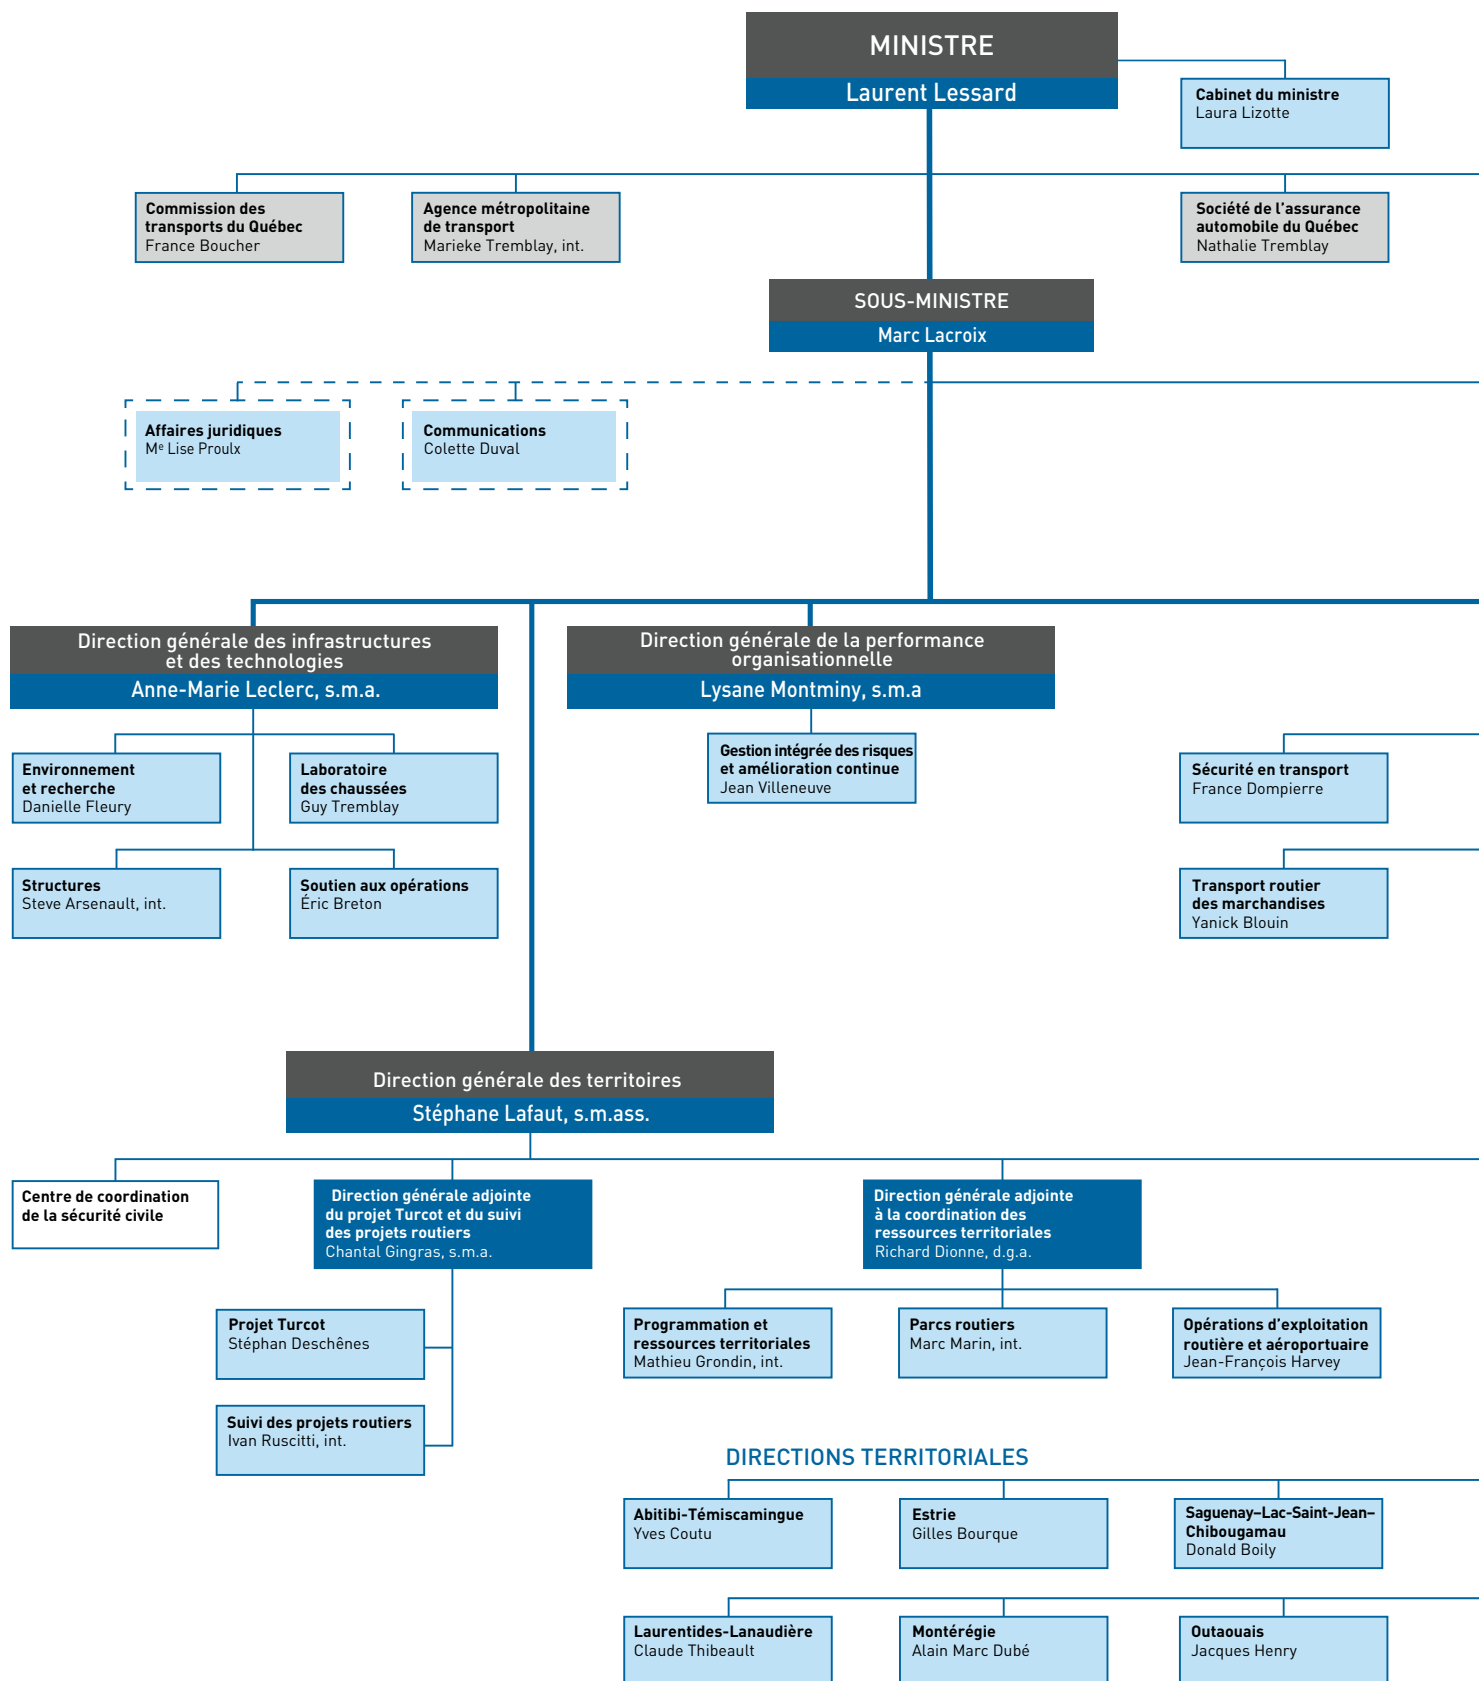 MINISTRE
Laurent Lessard
Cabinet du ministre
Laura Lizotte
Commission des
transports du Québec
France Boucher
Agence métropolitaine
de transport
Marieke Tremblay, int.
Société de l'assurance
automobile du Québec
Nathalie Tremblay
SOUS-MINISTRE
Marc Lacroix
Affaires juridiques
Mᵉ Lise Proulx
Communications
Colette Duval
Direction générale des infrastructures
et des technologies
Anne-Marie Leclerc, s.m.a.
Direction générale de la performance
organisationnelle
Lysane Montminy, s.m.a
Environnement
et recherche
Danielle Fleury
Laboratoire
des chaussées
Guy Tremblay
Gestion intégrée des risques
et amélioration continue
Jean Villeneuve
Sécurité en transport
France Dompierre
Structures
Steve Arsenault, int.
Soutien aux opérations
Éric Breton
Transport routier
des marchandises
Yanick Blouin
Direction générale des territoires
Stéphane Lafaut, s.m.ass.
Centre de coordination
de la sécurité civile
Direction générale adjointe
du projet Turcot et du suivi
des projets routiers
Chantal Gingras, s.m.a.
Direction générale adjointe
à la coordination des
ressources territoriales
Richard Dionne, d.g.a.
Projet Turcot
Stéphan Deschênes
Suivi des projets routiers
Ivan Ruscitti, int.
Programmation et
ressources territoriales
Mathieu Grondin, int.
Parcs routiers
Marc Marin, int.
Opérations d'exploitation
routière et aéroportuaire
Jean-François Harvey
DIRECTIONS TERRITORIALES
Abitibi-Témiscamingue
Yves Coutu
Estrie
Gilles Bourque
Saguenay–Lac-Saint-Jean–
Chibougamau
Donald Boily
Laurentides-Lanaudière
Claude Thibeault
Montérégie
Alain Marc Dubé
Outaouais
Jacques Henry